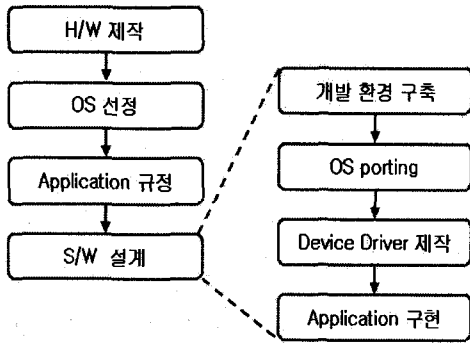 H/W 제작
OS 선정
Application 규정
S/W 설계
개발 환경 구축
OS porting
Device Driver 제작
Application 구현